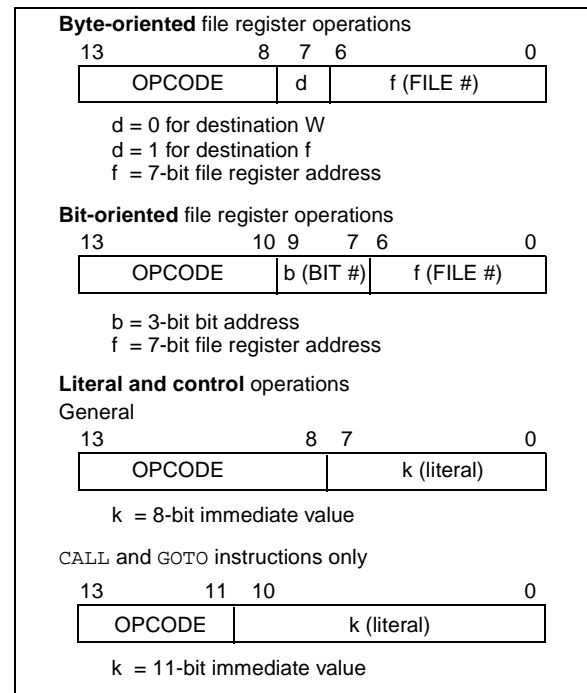 Byte-oriented file register operations
13 8 7 6 0
OPCODE d f (FILE #)
d = 0 for destination W
d = 1 for destination f
f = 7-bit file register address
Bit-oriented file register operations
13 10 9 7 6 0
OPCODE b (BIT #) f (FILE #)
b = 3-bit bit address
f = 7-bit file register address
Literal and control operations
General
13 8 7 0
OPCODE k (literal)
k = 8-bit immediate value
CALL and GOTO instructions only
13 11 10 0
OPCODE k (literal)
k = 11-bit immediate value